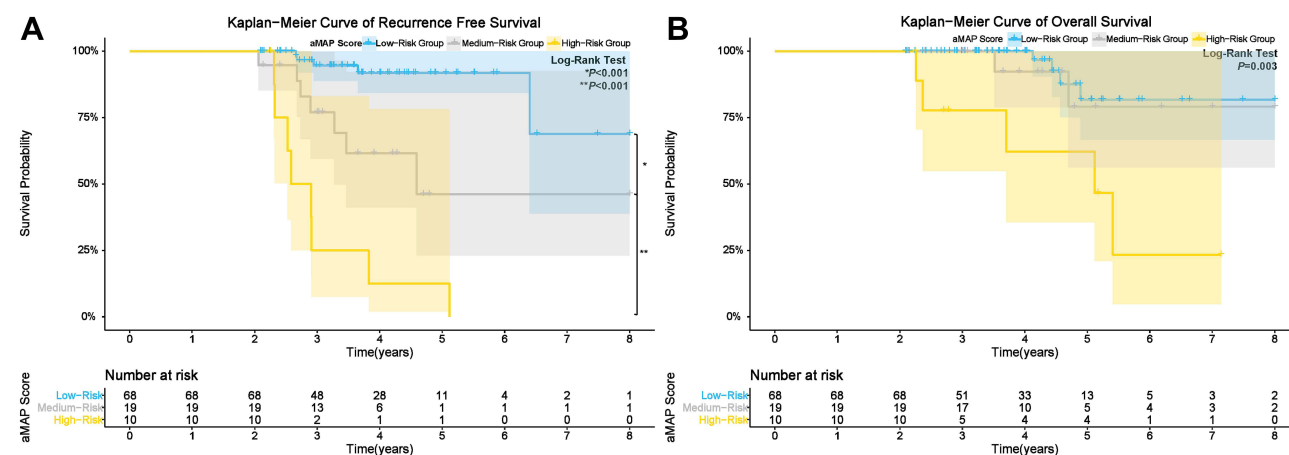 A
Kaplan-Meier Curve of Recurrence Free Survival
aMAP Score Low-Risk Group Medium-Risk Group High-Risk Group
Log-Rank Test
*P<0.001
**P<0.001
Survival Probability
100%
75%
50%
25%
0%
*
**
0 1 2 3 4 5 6 7 8
Time(years)
Number at risk
aMAP Score
Low-Risk 68 68 68 48 28 11 4 2 1
Medium-Risk 19 19 19 13 6 1 1 1 1
High-Risk 10 10 10 2 1 1 0 0 0
0 1 2 3 4 5 6 7 8
Time(years)
B
Kaplan-Meier Curve of Overall Survival
aMAP Score Low-Risk Group Medium-Risk Group High-Risk Group
Log-Rank Test
P=0.003
Survival Probability
100%
75%
50%
25%
0%
0 1 2 3 4 5 6 7 8
Time(years)
Number at risk
aMAP Score
Low-Risk 68 68 68 51 33 13 5 3 2
Medium-Risk 19 19 19 17 10 5 4 3 2
High-Risk 10 10 10 5 4 4 1 1 0
0 1 2 3 4 5 6 7 8
Time(years)